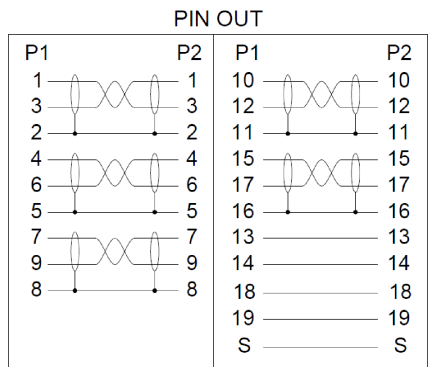 PIN OUT
P1 P2 P1 P2
1 1 10 10
3 3 12 12
2 2 11 11
4 4 15 15
6 6 17 17
5 5 16 16
7 7 13 13
9 9 14 14
8 8 18 18
19 19
S S